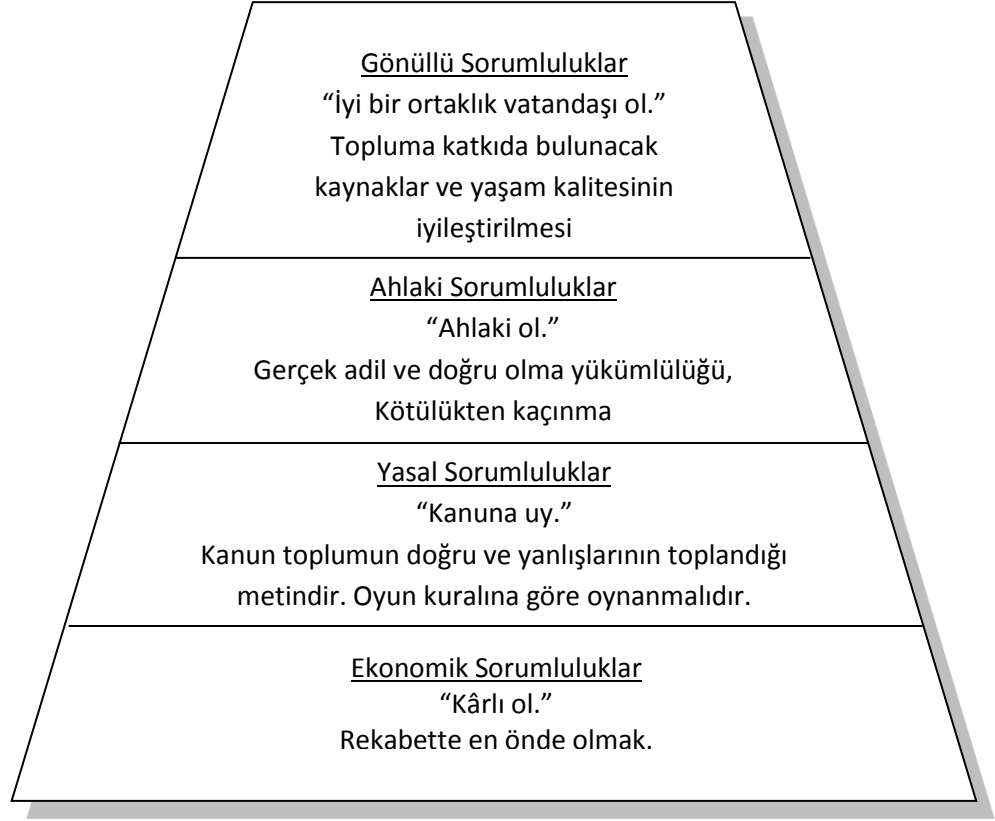 Gönüllü Sorumluluklar
“İyi bir ortaklık vatandaşı ol.”
Topluma katkıda bulunacak
kaynaklar ve yaşam kalitesinin
iyileştirilmesi
Ahlaki Sorumluluklar
“Ahlaki ol.”
Gerçek adil ve doğru olma yükümlülüğü,
Kötülükten kaçınma
Yasal Sorumluluklar
“Kanuna uy.”
Kanun toplumun doğru ve yanlışlarının toplandığı
metindir. Oyun kuralına göre oynanmalıdır.
Ekonomik Sorumluluklar
“Kârlı ol.”
Rekabette en önde olmak.